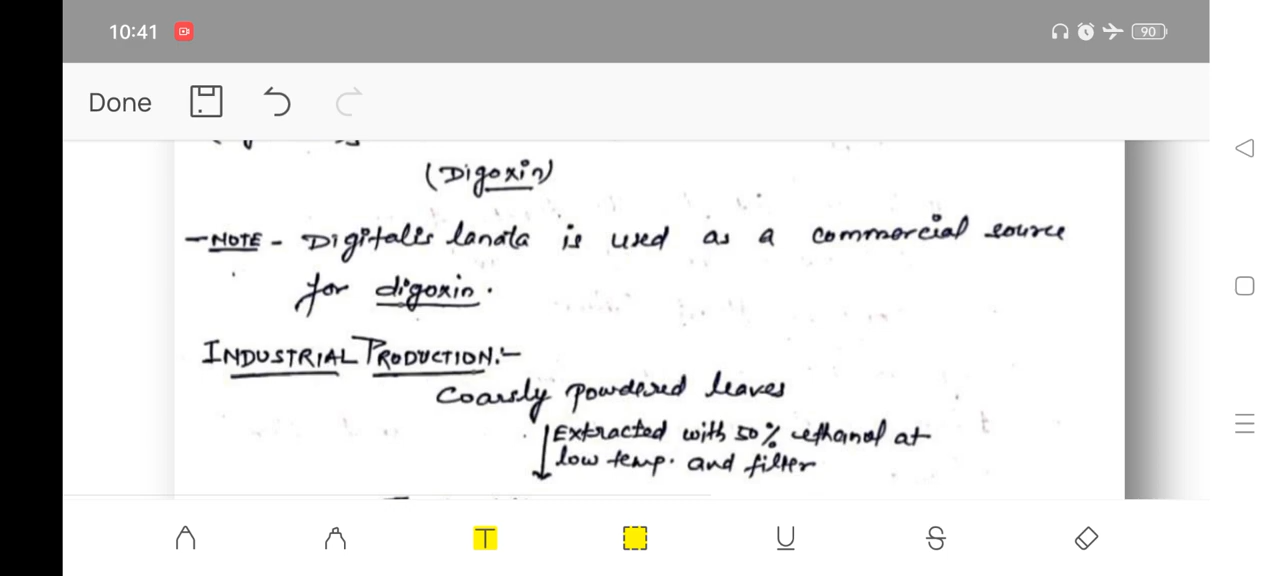 10:41
90
Done
(Digoxin)
- NOTE - Digitalis lanata is used as a commercial source
for digoxin.
INDUSTRIAL PRODUCTION:-
Coarsly powdered leaves
Extracted with 50% ethanol at
low temp. and filter
T
U
S